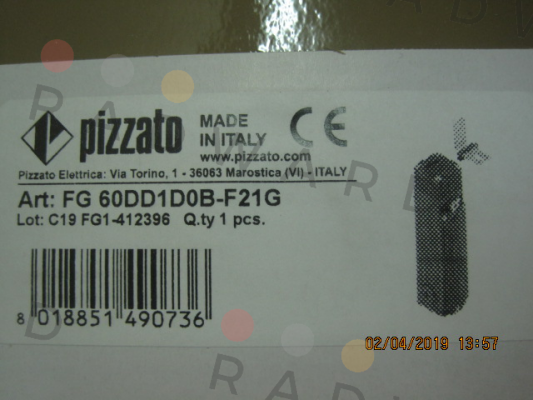 pizzato
MADE
IN ITALY
CE
www.pizzato.com
Pizzato Elettrica: Via Torino, 1 - 36063 Marostica (VI) - ITALY
Art: FG 60DD1D0B-F21G
Lot: C19 FG1-412396 Q.ty 1 pcs.
8 018851 490736
02/04/2019 13:57